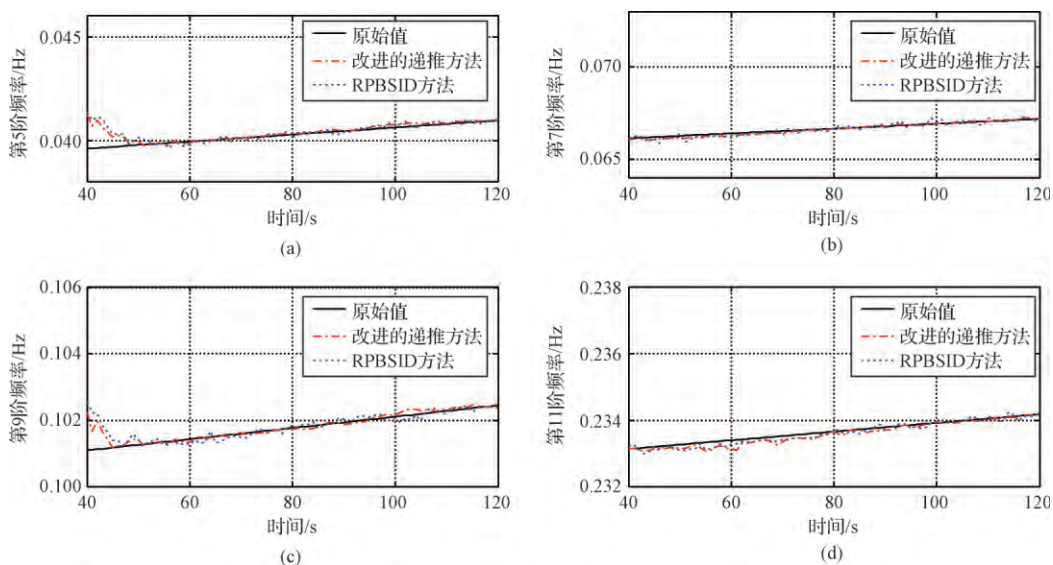 0.045
0.040
第5阶频率/Hz
原始值
改进的递推方法
RPBSID方法
40 60 80 100 120
时间/s
(a)
0.070
0.065
第7阶频率/Hz
原始值
改进的递推方法
RPBSID方法
40 60 80 100 120
时间/s
(b)
0.106
0.104
0.102
0.100
第9阶频率/Hz
原始值
改进的递推方法
RPBSID方法
40 60 80 100 120
时间/s
(c)
0.238
0.236
0.234
0.232
第11阶频率/Hz
原始值
改进的递推方法
RPBSID方法
40 60 80 100 120
时间/s
(d)